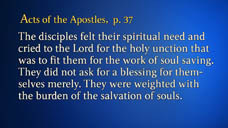 Acts of the Apostles, p. 37
The disciples felt their spiritual need and
cried to the Lord for the holy unction that
was to fit them for the work of soul saving.
They did not ask for a blessing for them-
selves merely. They were weighted with
the burden of the salvation of souls.